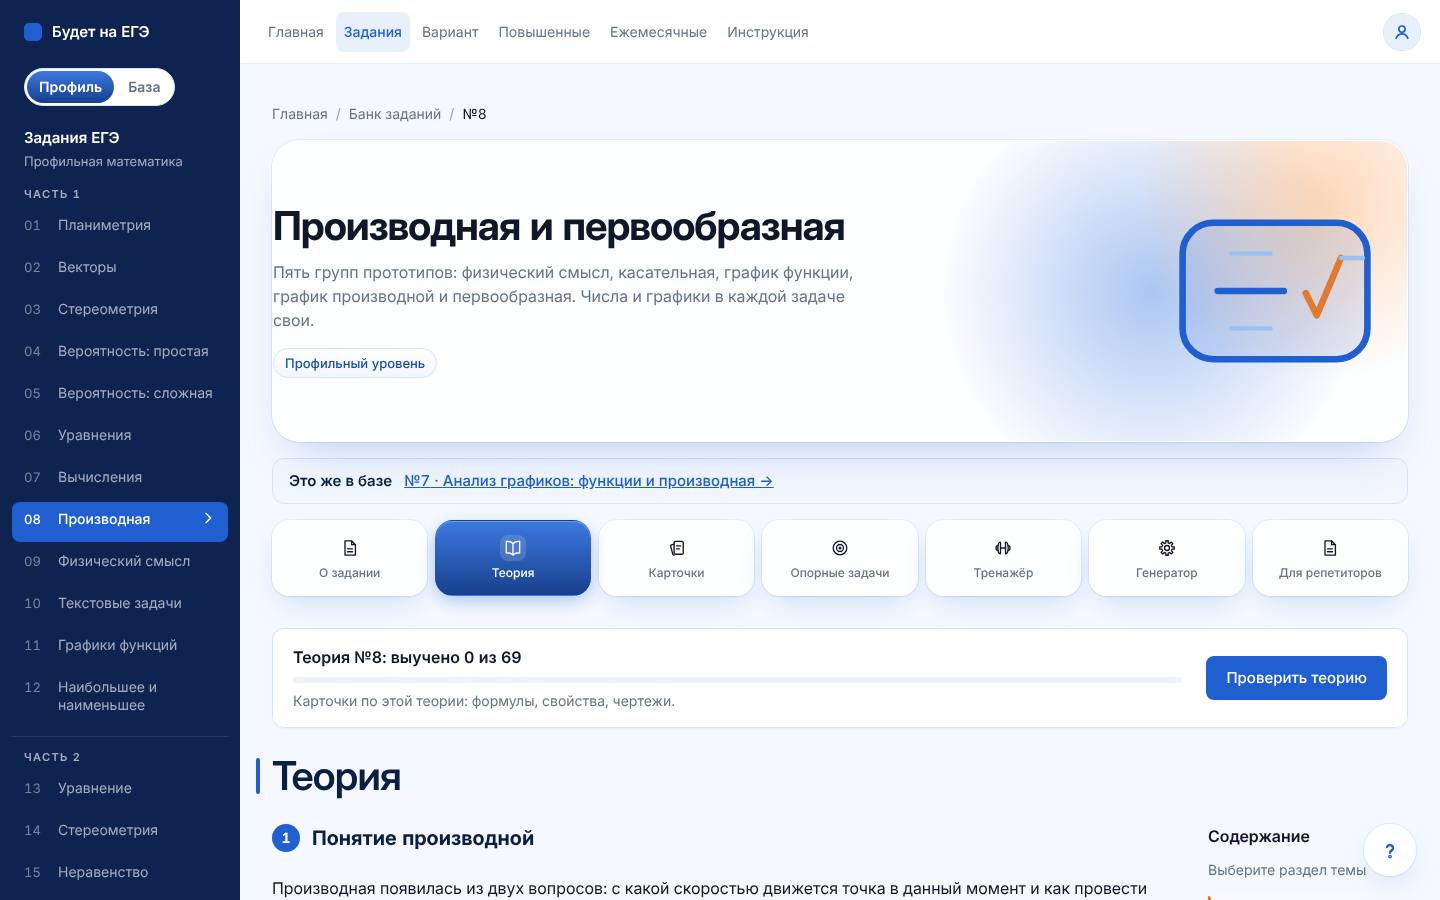 Будет на ЕГЭ
Профиль База
Задания ЕГЭ
Профильная математика
ЧАСТЬ 1
01 Планиметрия
02 Векторы
03 Стереометрия
04 Вероятность: простая
05 Вероятность: сложная
06 Уравнения
07 Вычисления
08 Производная
09 Физический смысл
10 Текстовые задачи
11 Графики функций
12 Наибольшее и
наименьшее
ЧАСТЬ 2
13 Уравнение
14 Стереометрия
15 Неравенство
Главная Задания Вариант Повышенные Ежемесячные Инструкция
Главная / Банк заданий / №8
Производная и первообразная
Пять групп прототипов: физический смысл, касательная, график функции,
график производной и первообразная. Числа и графики в каждой задаче
свои.
Профильный уровень
Это же в базе №7 · Анализ графиков: функции и производная →
О задании Теория Карточки Опорные задачи Тренажёр Генератор Для репетиторов
Теория №8: выучено 0 из 69
Карточки по этой теории: формулы, свойства, чертежи.
Проверить теорию
Теория
1 Понятие производной
Производная появилась из двух вопросов: с какой скоростью движется точка в данный момент и как провести
Содержание
Выберите раздел темы
?